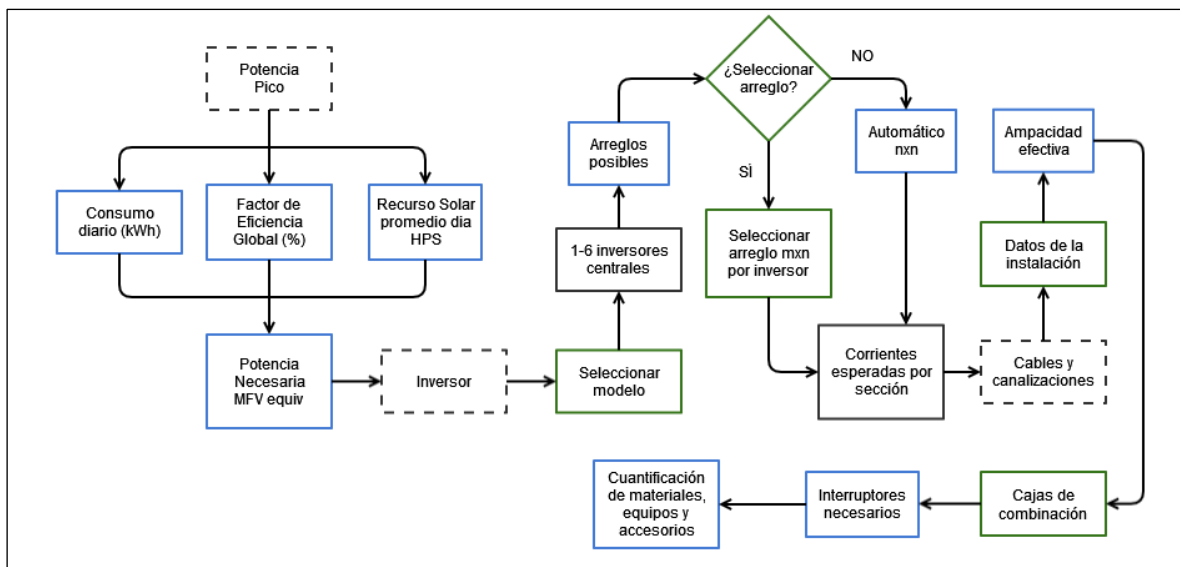 Potencia
Pico
Consumo
diario (kWh)
Factor de
Eficiencia
Global (%)
Recurso Solar
promedio dia
HPS
Potencia
Necesaria
MFV equiv
Inversor
Seleccionar
modelo
1-6 inversores
centrales
Arreglos
posibles
¿Seleccionar
arreglo?
NO
SÌ
Automático
nxn
Seleccionar
arreglo mxn
por inversor
Corrientes
esperadas por
sección
Cables y
canalizaciones
Datos de la
instalación
Ampacidad
efectiva
Cajas de
combinación
Interruptores
necesarios
Cuantificación
de materiales,
equipos y
accesorios